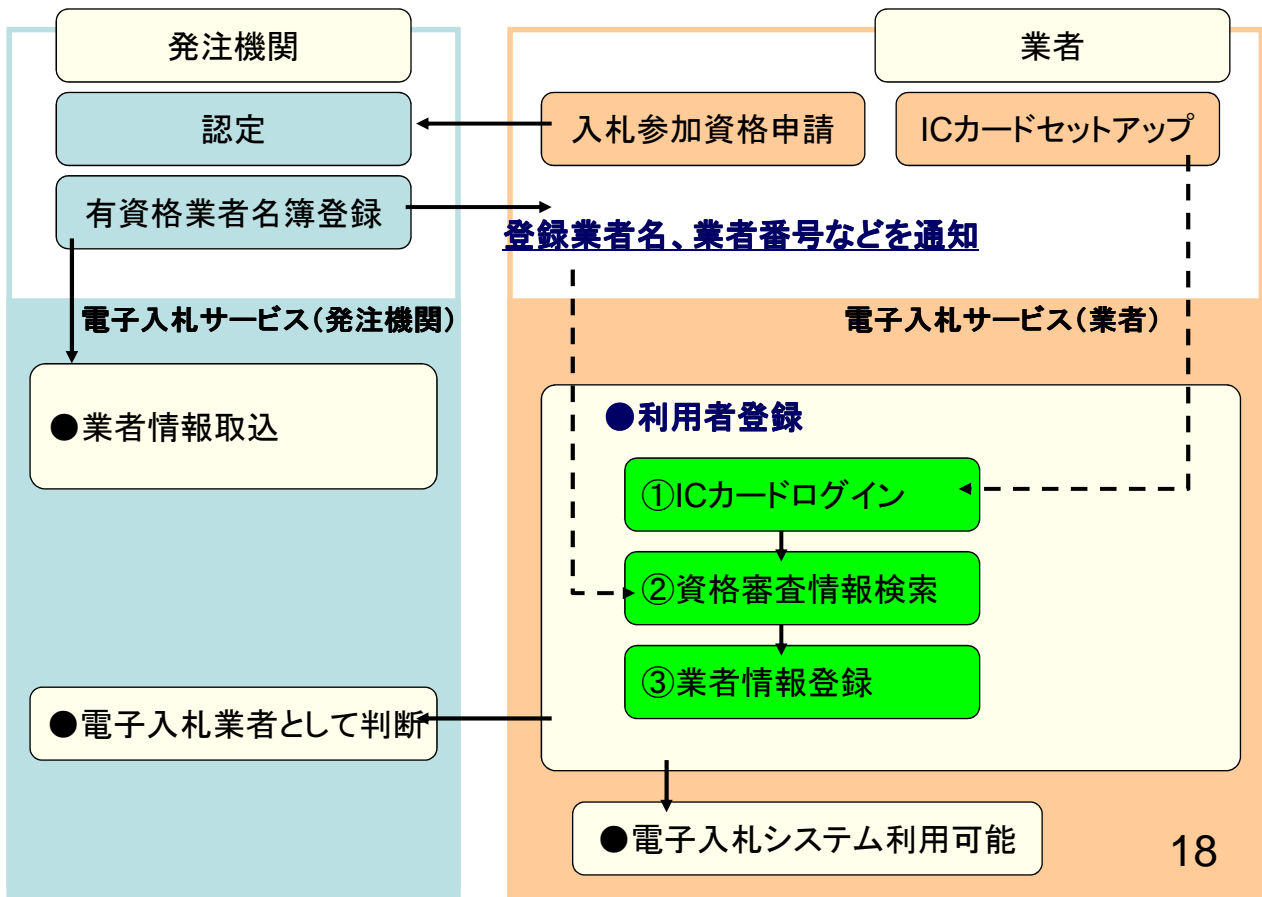 発注機関
業者
認定
入札参加資格申請
ICカードセットアップ
有資格業者名簿登録
登録業者名、業者番号などを通知
電子入札サービス(発注機関)
電子入札サービス(業者)
●業者情報取込
●利用者登録
①ICカードログイン
②資格審査情報検索
③業者情報登録
●電子入札業者として判断
●電子入札システム利用可能
18